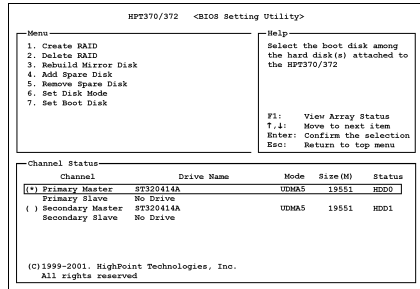 HPT370/372 <BIOS Setting Utility>
Menu
1. Create RAID
2. Delete RAID
3. Rebuild Mirror Disk
4. Add Spare Disk
5. Remove Spare Disk
6. Set Disk Mode
7. Set Boot Disk
Help
Select the boot disk among
the hard disk(s) attached to
the HPT370/372
F1: View Array Status
↑,↓: Move to next item
Enter: Confirm the selection
Esc: Return to top menu
Channel Status
Channel Drive Name Mode Size(M) Status
(*) Primary Master ST320414A UDMA5 19551 HDD0
Primary Slave No Drive
( ) Secondary Master ST320414A UDMA5 19551 HDD1
Secondary Slave No Drive
(C)1999-2001. HighPoint Technologies, Inc.
All rights reserved